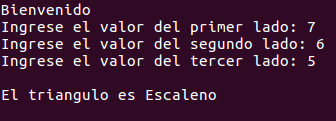 Bienvenido
Ingrese el valor del primer lado: 7
Ingrese el valor del segundo lado: 6
Ingrese el valor del tercer lado: 5
El triangulo es Escaleno